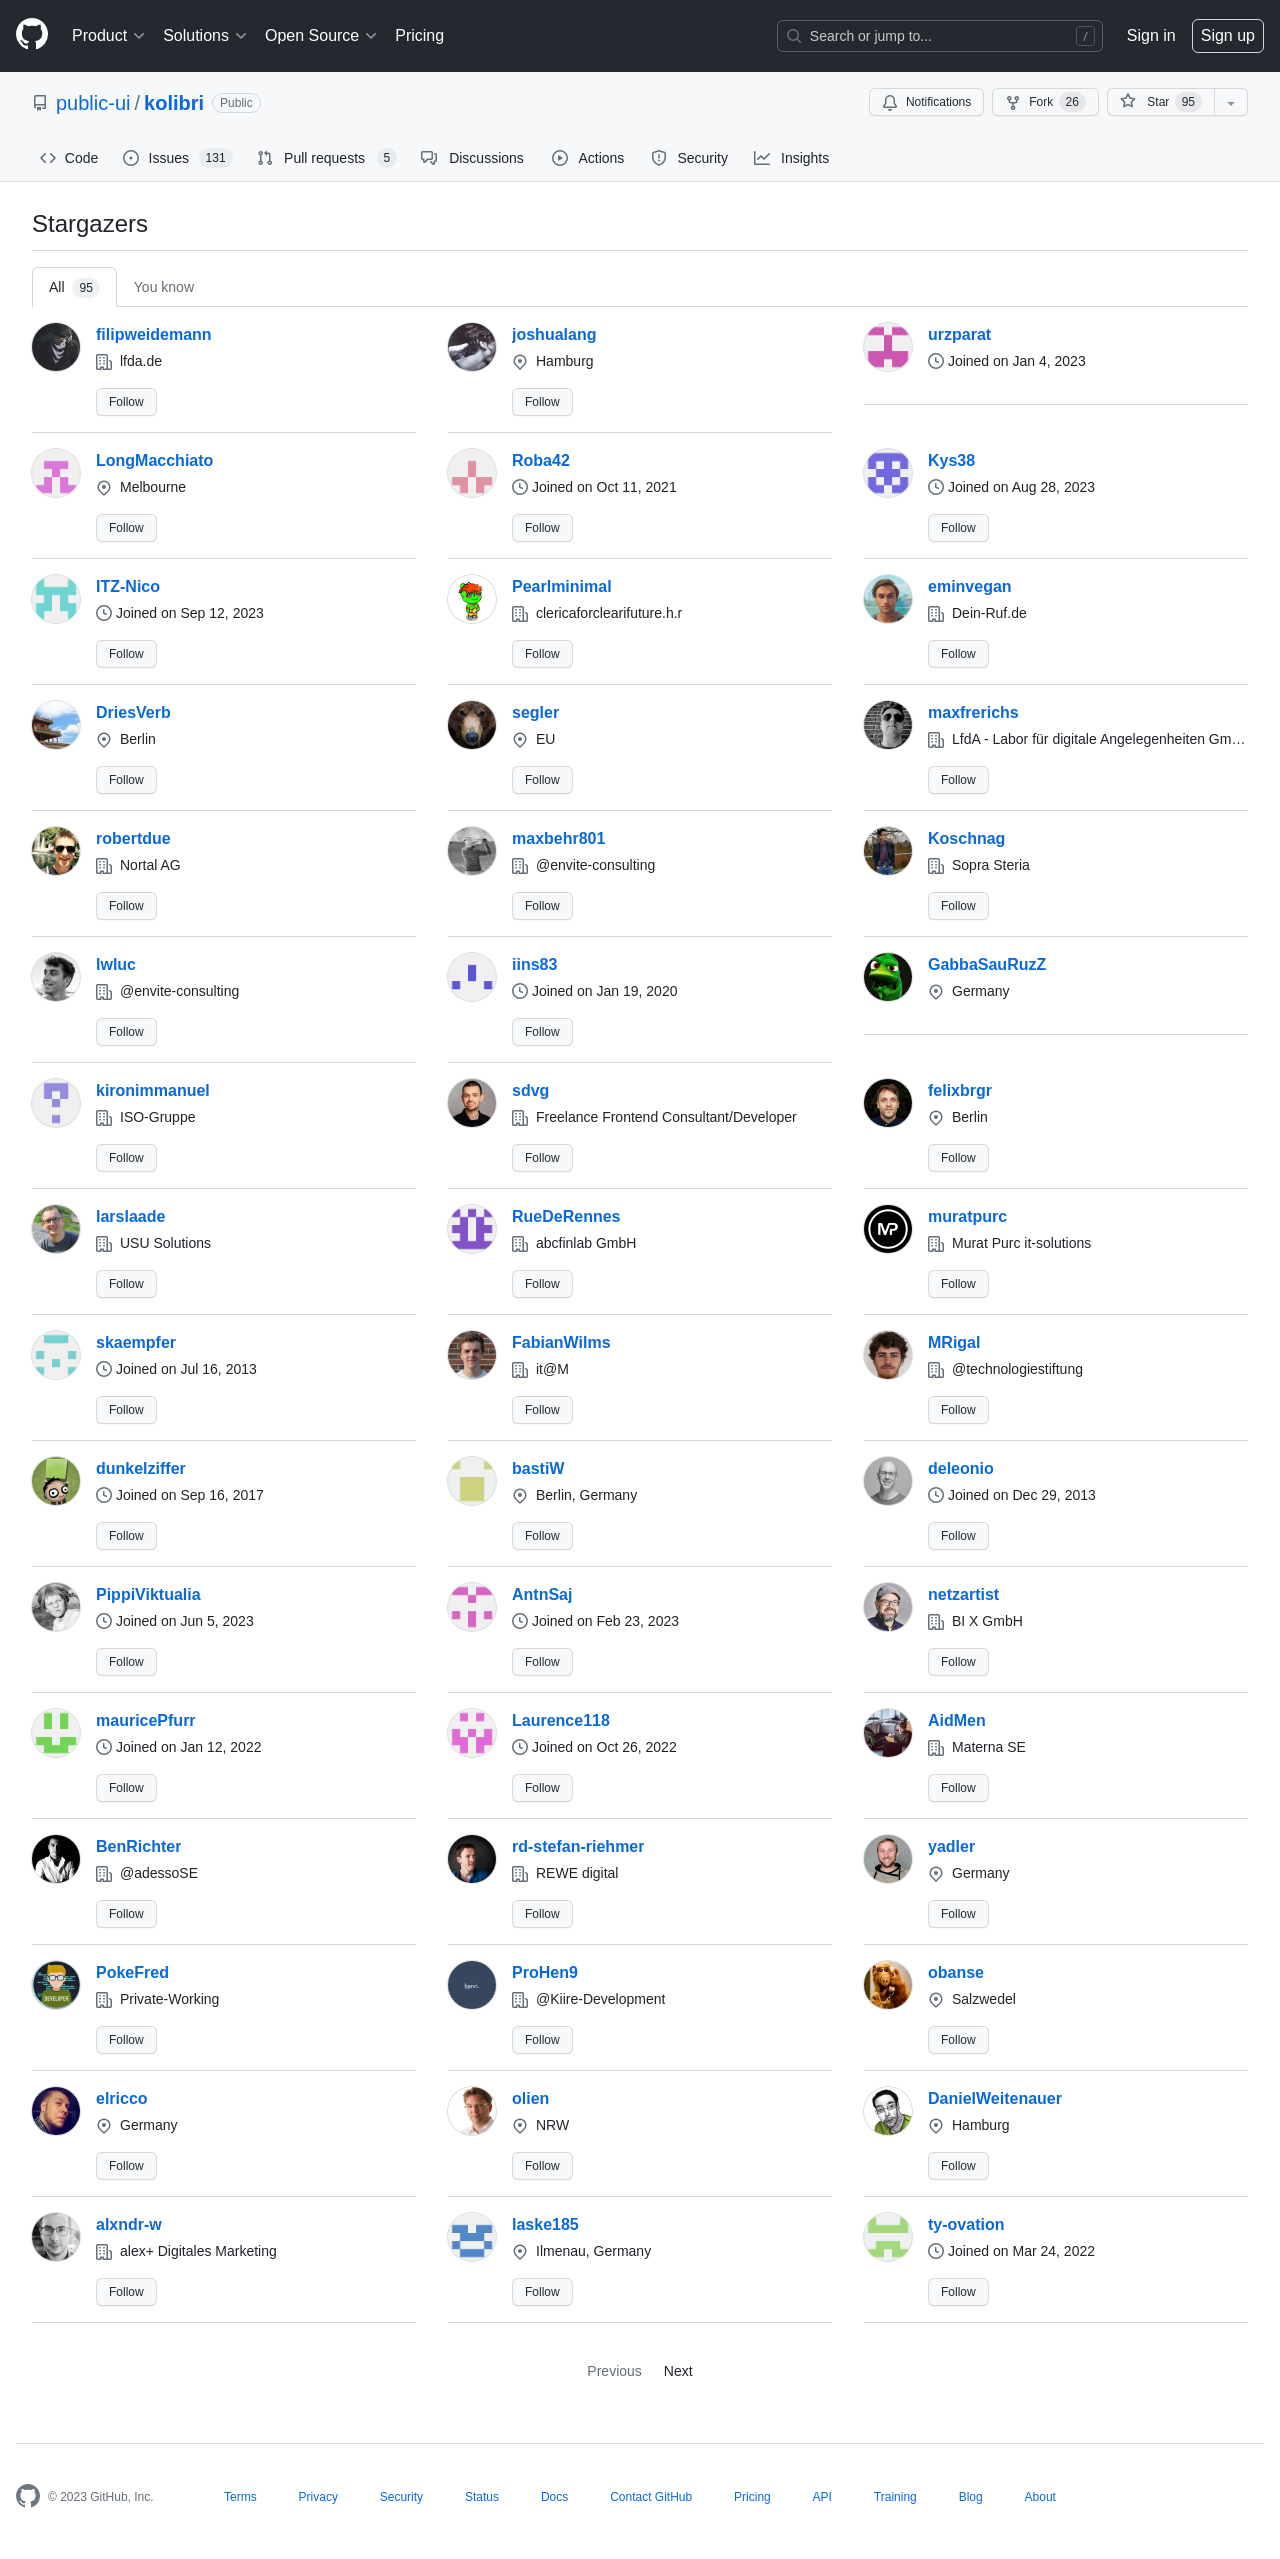 Product Solutions Open Source Pricing Search or jump to... / Sign in Sign up
public-ui / kolibri Public Notifications Fork 26 Star 95
Code Issues 131 Pull requests 5 Discussions Actions Security Insights
Stargazers
All 95 You know
filipweidemann joshualang urzparat
lfda.de Hamburg Joined on Jan 4, 2023
Follow Follow
LongMacchiato Roba42 Kys38
Melbourne Joined on Oct 11, 2021 Joined on Aug 28, 2023
Follow Follow Follow
ITZ-Nico Pearlminimal eminvegan
Joined on Sep 12, 2023 clericaforclearifuture.h.r Dein-Ruf.de
Follow Follow Follow
DriesVerb segler maxfrerichs
Berlin EU LfdA - Labor für digitale Angelegenheiten Gm…
Follow Follow Follow
robertdue maxbehr801 Koschnag
Nortal AG @envite-consulting Sopra Steria
Follow Follow Follow
lwluc iins83 GabbaSauRuzZ
@envite-consulting Joined on Jan 19, 2020 Germany
Follow Follow
kironimmanuel sdvg felixbrgr
ISO-Gruppe Freelance Frontend Consultant/Developer Berlin
Follow Follow Follow
larslaade RueDeRennes muratpurc
USU Solutions abcfinlab GmbH Murat Purc it-solutions
Follow Follow Follow
skaempfer FabianWilms MRigal
Joined on Jul 16, 2013 it@M @technologiestiftung
Follow Follow Follow
dunkelziffer bastiW deleonio
Joined on Sep 16, 2017 Berlin, Germany Joined on Dec 29, 2013
Follow Follow Follow
PippiViktualia AntnSaj netzartist
Joined on Jun 5, 2023 Joined on Feb 23, 2023 BI X GmbH
Follow Follow Follow
mauricePfurr Laurence118 AidMen
Joined on Jan 12, 2022 Joined on Oct 26, 2022 Materna SE
Follow Follow Follow
BenRichter rd-stefan-riehmer yadler
@adessoSE REWE digital Germany
Follow Follow Follow
PokeFred ProHen9 obanse
Private-Working @Kiire-Development Salzwedel
Follow Follow Follow
elricco olien DanielWeitenauer
Germany NRW Hamburg
Follow Follow Follow
alxndr-w laske185 ty-ovation
alex+ Digitales Marketing Ilmenau, Germany Joined on Mar 24, 2022
Follow Follow Follow
Previous Next
© 2023 GitHub, Inc. Terms Privacy Security Status Docs Contact GitHub Pricing API Training Blog About